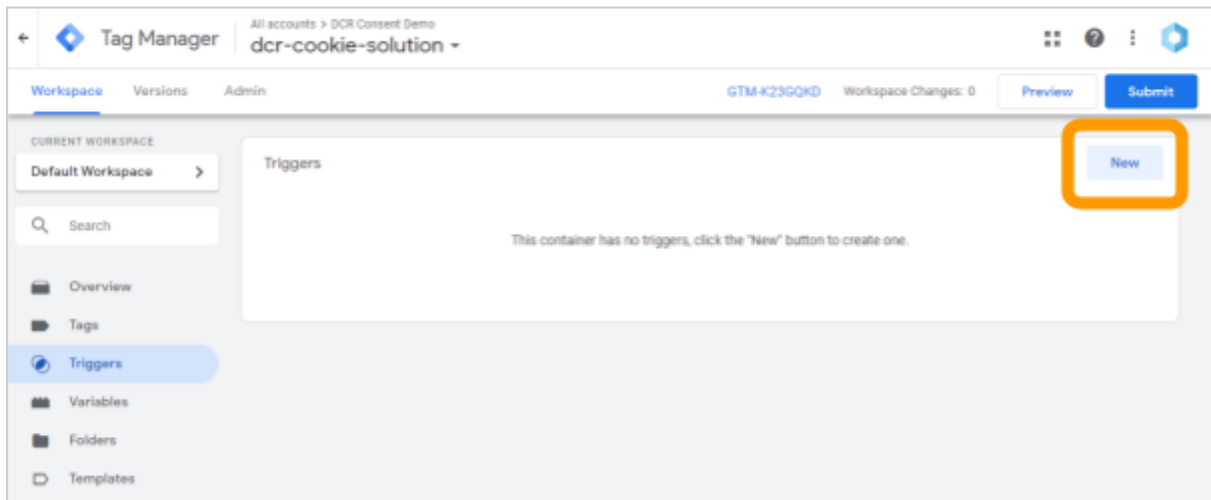 All accounts > DCR Consent Demo
Tag Manager
dcr-cookie-solution
Workspace Versions Admin GTM-K23GQKD Workspace Changes: 0 Preview Submit
CURRENT WORKSPACE
Default Workspace
Triggers New
Search
This container has no triggers, click the "New" button to create one.
Overview
Tags
Triggers
Variables
Folders
Templates